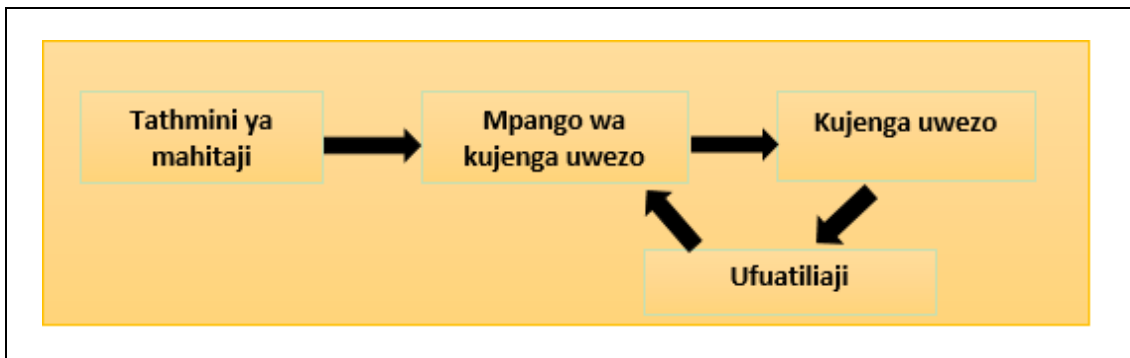 Tathmini ya
mahitaji
Mpango wa
kujenga uwezo
Kujenga uwezo
Ufuatiliaji